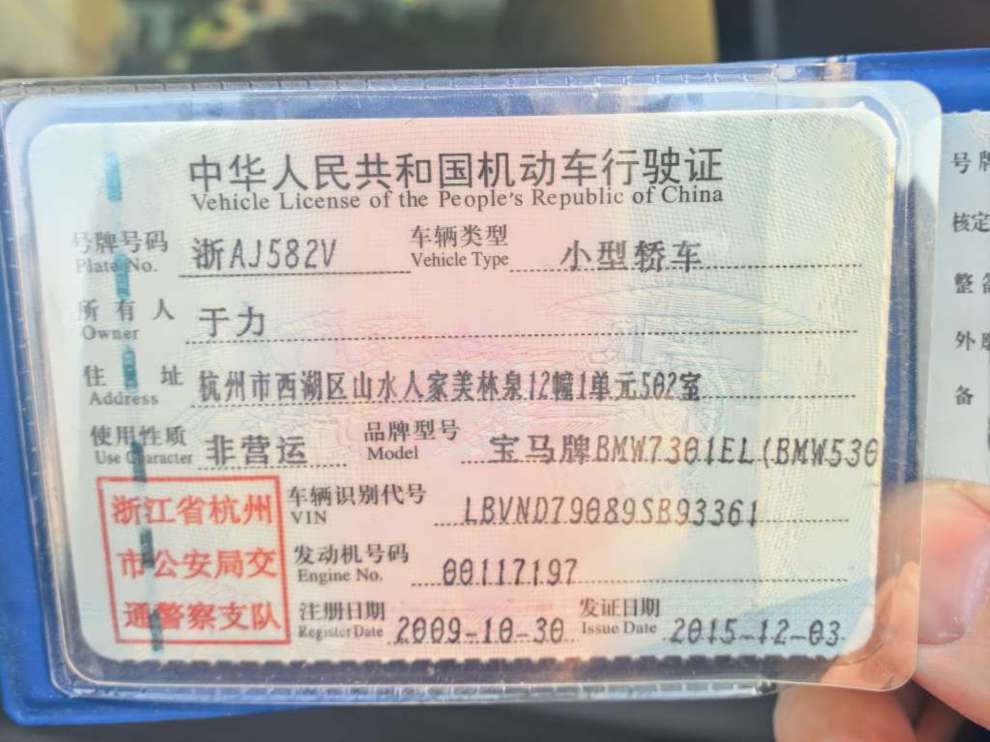 中华人民共和国机动车行驶证
Vehicle License of the People's Republic of China
号牌号码 浙AJ582V 车辆类型 小型轿车
Plate No. Vehicle Type
所有人 于力
Owner
住址 杭州市西湖区山水人家美林泉12幢1单元502室
Address
使用性质 非营运 品牌型号 宝马牌BMW7301EL(BMW530
Use Character Model
浙江省杭州
市公安局交
通警察支队
车辆识别代号 LBVND79089SB93361
VIN
发动机号码 00117197
Engine No.
注册日期 2009-10-30 发证日期 2015-12-03
Register Date Issue Date
号牌
核定
整备
外
备